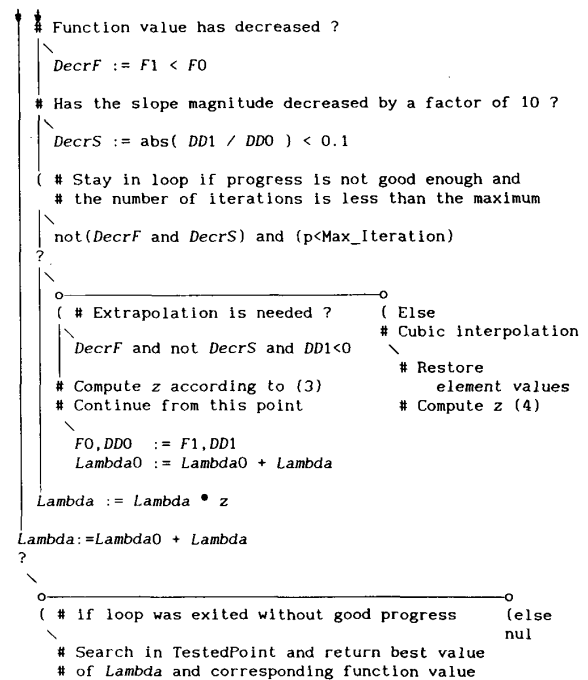 # Function value has decreased ?
DecrF := F1 < F0
# Has the slope magnitude decreased by a factor of 10 ?
DecrS := abs( DD1 / DD0 ) < 0.1
( # Stay in loop if progress is not good enough and
# the number of iterations is less than the maximum
not(DecrF and DecrS) and (p<Max_Iteration)
?
( # Extrapolation is needed ? ( Else
# Cubic interpolation
DecrF and not DecrS and DD1<0
# Restore
element values
# Compute z according to (3) # Compute z (4)
# Continue from this point
F0,DD0 := F1,DD1
Lambda0 := Lambda0 + Lambda
Lambda := Lambda • z
Lambda:=Lambda0 + Lambda
?
( # if loop was exited without good progress (else
nul
# Search in TestedPoint and return best value
# of Lambda and corresponding function value